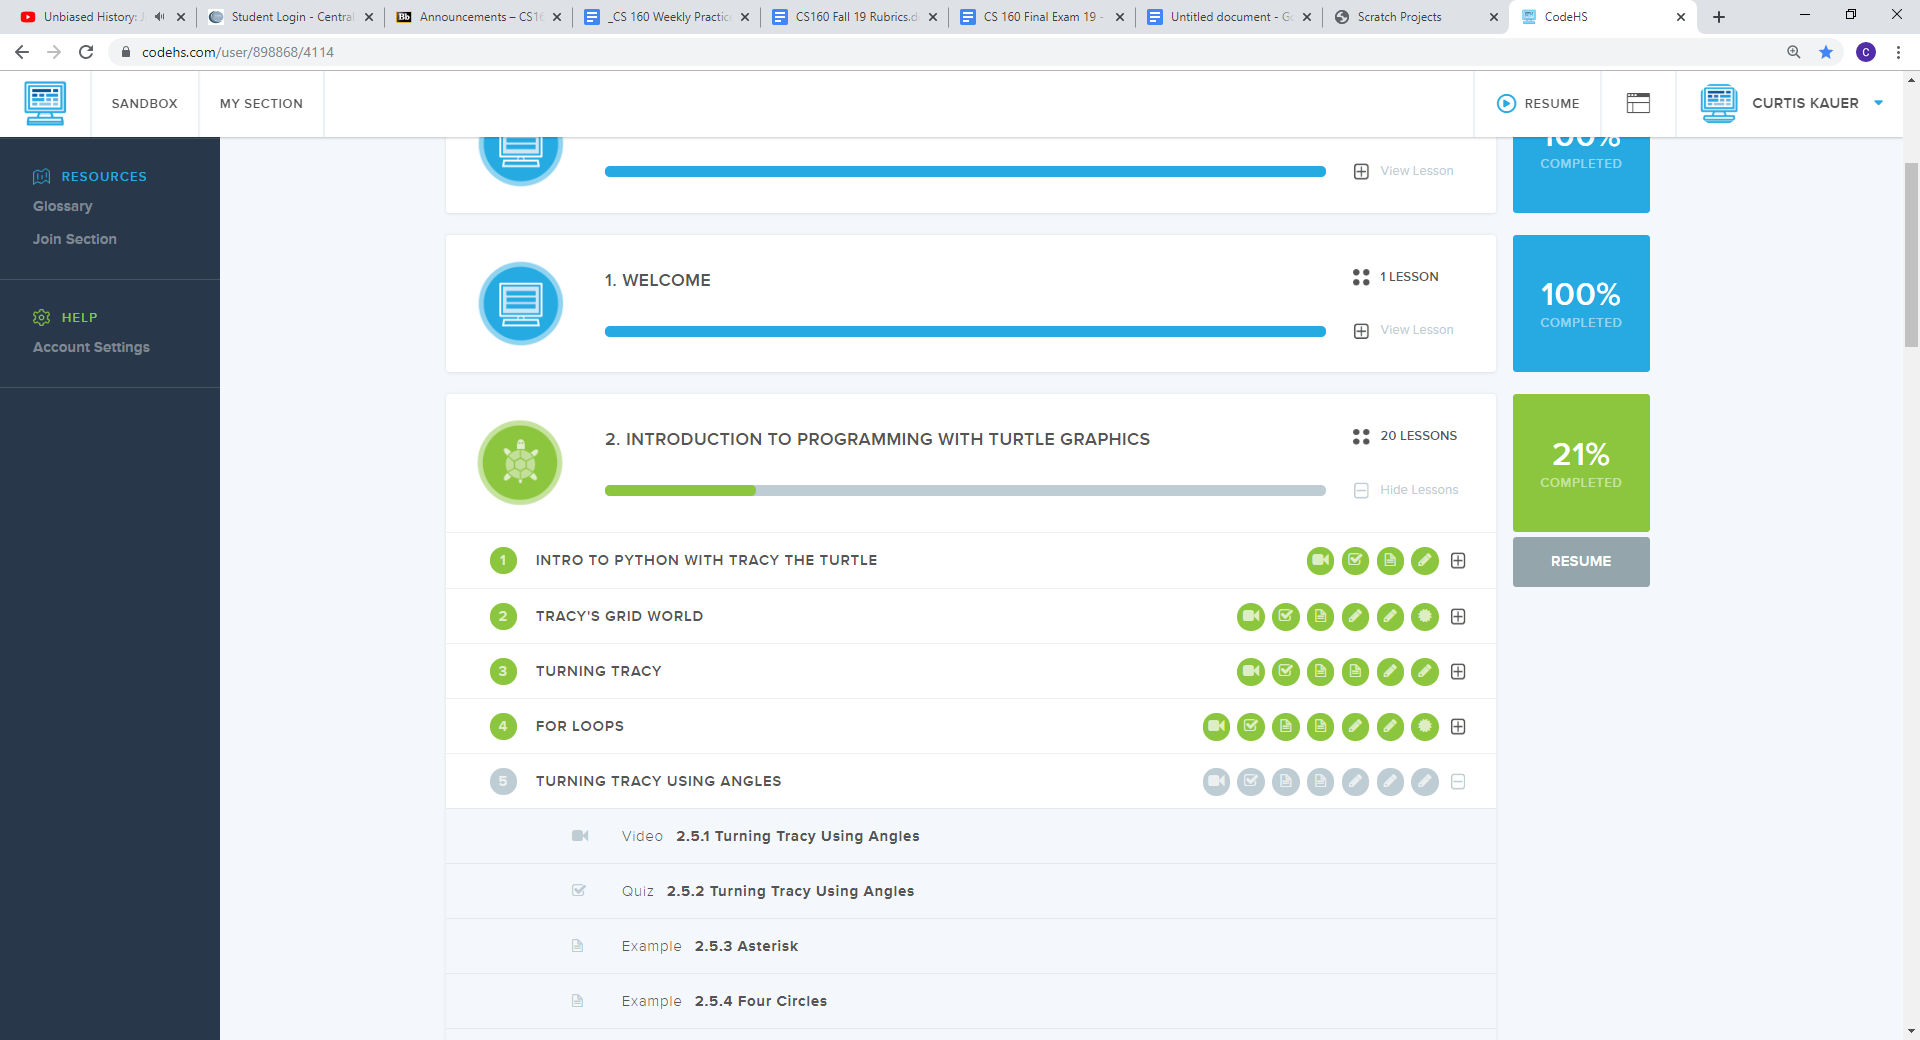 Unbiased History: J
Student Login - Central
Bb Announcements – CS16
_CS 160 Weekly Practic
CS160 Fall 19 Rubrics.d
CS 160 Final Exam 19 -
Untitled document - Go
Scratch Projects
CodeHS
codehs.com/user/898868/4114
C
SANDBOX
MY SECTION
RESUME
CURTIS KAUER
RESOURCES
Glossary
Join Section
HELP
Account Settings
View Lesson
100%
COMPLETED
1. WELCOME
1 LESSON
View Lesson
100%
COMPLETED
2. INTRODUCTION TO PROGRAMMING WITH TURTLE GRAPHICS
20 LESSONS
Hide Lessons
21%
COMPLETED
RESUME
1 INTRO TO PYTHON WITH TRACY THE TURTLE
2 TRACY'S GRID WORLD
3 TURNING TRACY
4 FOR LOOPS
5 TURNING TRACY USING ANGLES
Video 2.5.1 Turning Tracy Using Angles
Quiz 2.5.2 Turning Tracy Using Angles
Example 2.5.3 Asterisk
Example 2.5.4 Four Circles